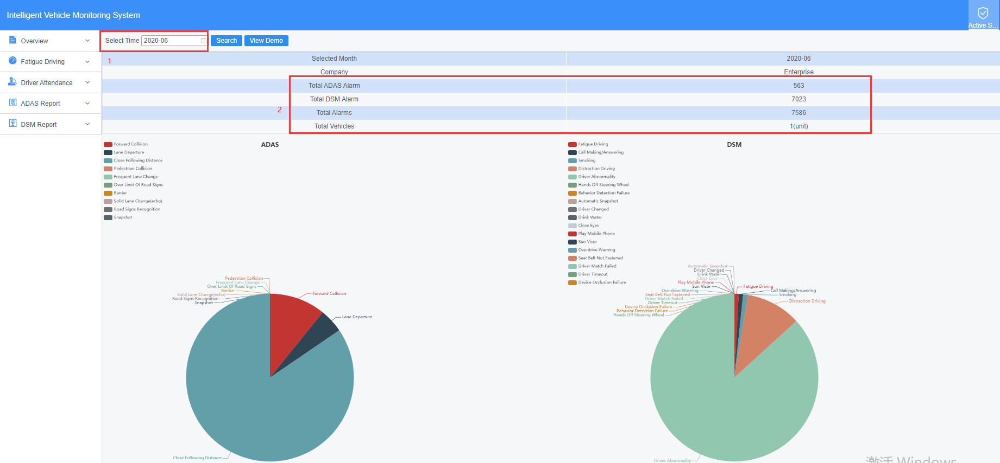 Intelligent Vehicle Monitoring System
Active S...
Overview
Fatigue Driving
Driver Attendance
ADAS Report
DSM Report
Select Time 2020-06 Search View Demo
1
Selected Month 2020-06
Company Enterprise
Total ADAS Alarm 563
Total DSM Alarm 7023
2
Total Alarms 7586
Total Vehicles 1(unit)
ADAS
Forward Collision
Lane Departure
Close Following Distance
Pedestrian Collision
Frequent Lane Change
Over Limit Of Road Signs
Barrier
Solid Lane Change(echo)
Road Signs Recognition
Snapshot
Pedestrian Collision
Frequent Lane Change
Over Limit Of Road Signs
Barrier
Solid Lane Change(echo)
Road Signs Recognition
Snapshot
Forward Collision
Lane Departure
Close Following Distance
DSM
Fatigue Driving
Call Making/Answering
Smoking
Distraction Driving
Driver Abnormality
Hands Off Steering Wheel
Behavior Detection Failure
Automatic Snapshot
Driver Changed
Drink Water
Close Eyes
Play Mobile Phone
Sun Visor
Overdrive Warning
Seat Belt Not Fastened
Driver Match Failed
Driver Timeout
Device Occlusion Failure
Automatic Snapshot
Driver Changed
Drink Water
Close Eyes
Play Mobile Phone
Sun Visor
Overdrive Warning
Seat Belt Not Fastened
Driver Match Failed
Driver Timeout
Device Occlusion Failure
Behavior Detection Failure
Hands Off Steering Wheel
Fatigue Driving
Call Making/Answering
Smoking
Distraction Driving
Driver Abnormality
激活 Windows